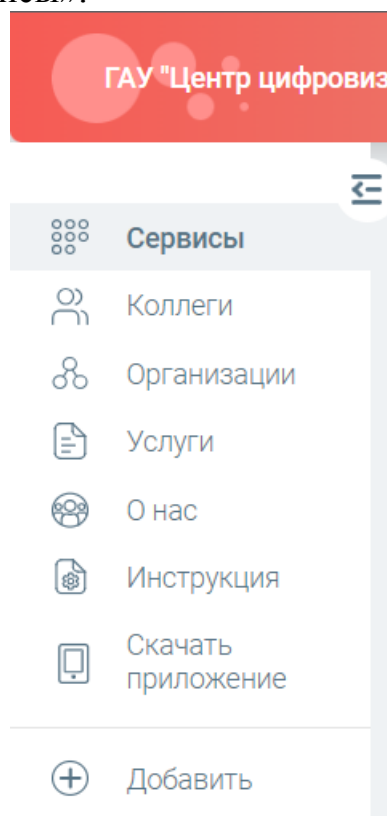 ГАУ "Центр цифровиз
Сервисы
Коллеги
Организации
Услуги
О нас
Инструкция
Скачать
приложение
Добавить